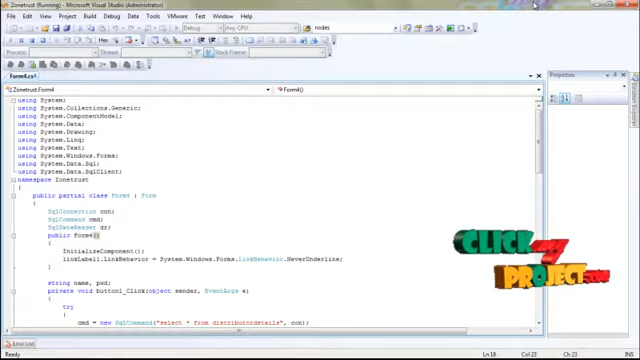 Zonetrust (Running) - Microsoft Visual Studio (Administrator)
File Edit View Project Build Debug Data Tools VMware Test Window Help
Debug Any CPU nodes
Process: Thread: Stack Frame:
Form4.cs
Zonetrust.Form4 Form4()
using System;
using System.Collections.Generic;
using System.ComponentModel;
using System.Data;
using System.Drawing;
using System.Linq;
using System.Text;
using System.Windows.Forms;
using System.Data.Sql;
using System.Data.SqlClient;
namespace Zonetrust
{
public partial class Form4 : Form
{
SqlConnection con;
SqlCommand cmd;
SqlDataReader dr;
public Form4()
{
InitializeComponent();
linkLabel1.LinkBehavior = System.Windows.Forms.LinkBehavior.HoverUnderline;
}
string name, pwd;
private void button1_Click(object sender, EventArgs e)
{
try
{
cmd = new SqlCommand("select * from distributordetails", con);
Properties
Solution Explorer
CLICK MY
PROJECT.COM
Error List
Ready Ln 18 Col 23 Ch 23